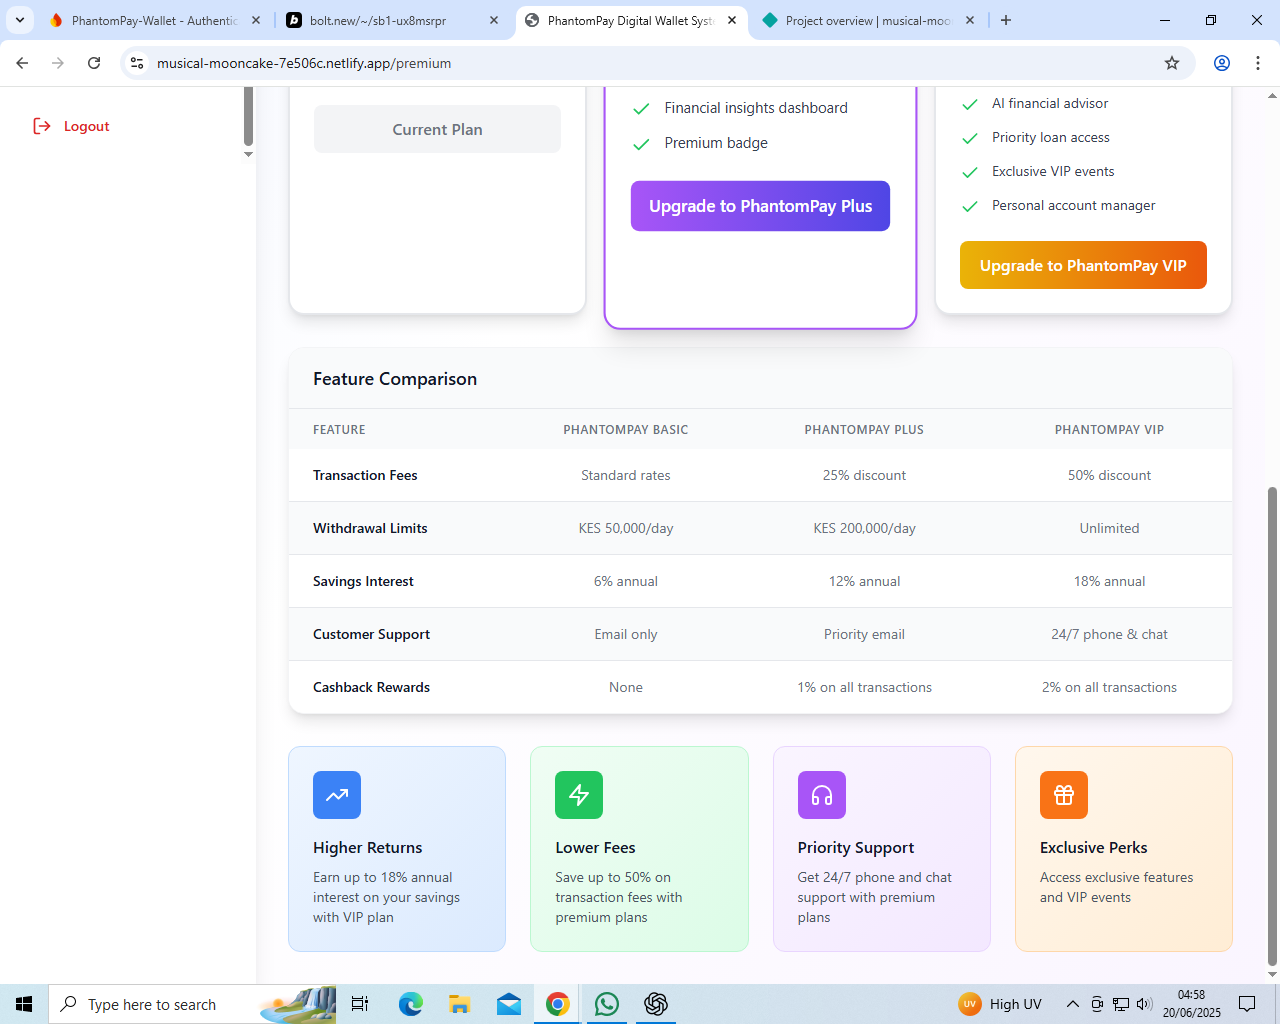 PhantomPay-Wallet - Authentic
bolt.new/~/sb1-ux8msrpr
PhantomPay Digital Wallet Syst
Project overview | musical-moo
musical-mooncake-7e506c.netlify.app/premium
Logout
Current Plan
Financial insights dashboard
Premium badge
Upgrade to PhantomPay Plus
AI financial advisor
Priority loan access
Exclusive VIP events
Personal account manager
Upgrade to PhantomPay VIP
Feature Comparison
FEATURE PHANTOMPAY BASIC PHANTOMPAY PLUS PHANTOMPAY VIP
Transaction Fees Standard rates 25% discount 50% discount
Withdrawal Limits KES 50,000/day KES 200,000/day Unlimited
Savings Interest 6% annual 12% annual 18% annual
Customer Support Email only Priority email 24/7 phone & chat
Cashback Rewards None 1% on all transactions 2% on all transactions
Higher Returns
Earn up to 18% annual
interest on your savings
with VIP plan
Lower Fees
Save up to 50% on
transaction fees with
premium plans
Priority Support
Get 24/7 phone and chat
support with premium
plans
Exclusive Perks
Access exclusive features
and VIP events
Type here to search
UV
High UV
04:58
20/06/2025